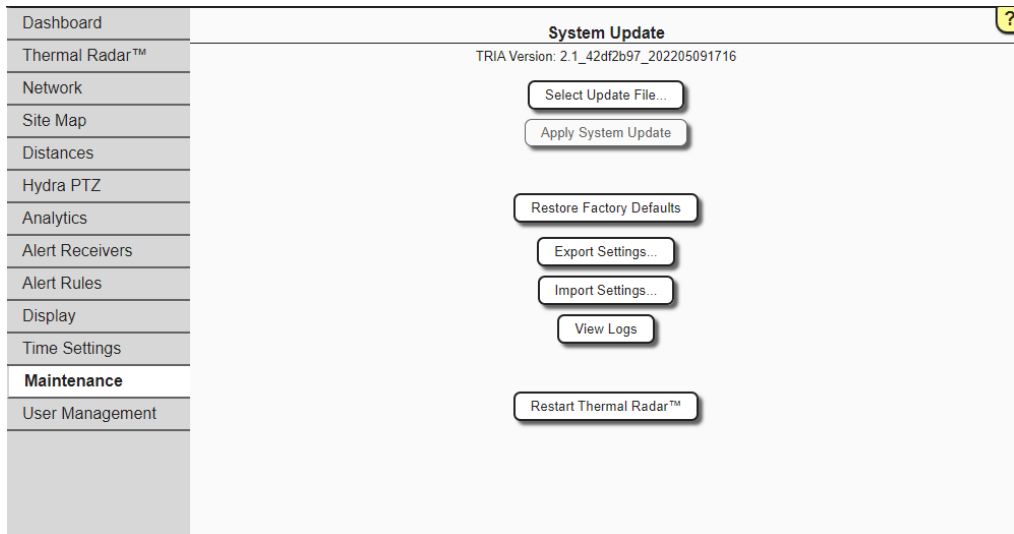 Dashboard
Thermal Radar™
Network
Site Map
Distances
Hydra PTZ
Analytics
Alert Receivers
Alert Rules
Display
Time Settings
Maintenance
User Management
?
System Update
TRIA Version: 2.1_42df2b97_202205091716
Select Update File...
Apply System Update
Restore Factory Defaults
Export Settings...
Import Settings...
View Logs
Restart Thermal Radar™